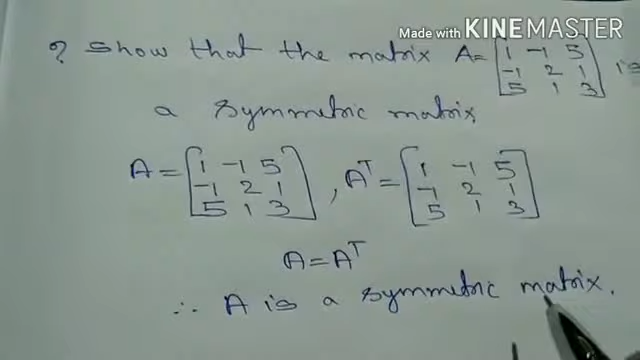 Made with KINEMASTER
? Show that the matrix A= [1 -1 5
-1 2 1
5 1 3] is
a symmetric matrix.
A= [1 -1 5
-1 2 1
5 1 3] , Aᵀ= [1 -1 5
-1 2 1
5 1 3]
A=Aᵀ
∴ A is a symmetric matrix.